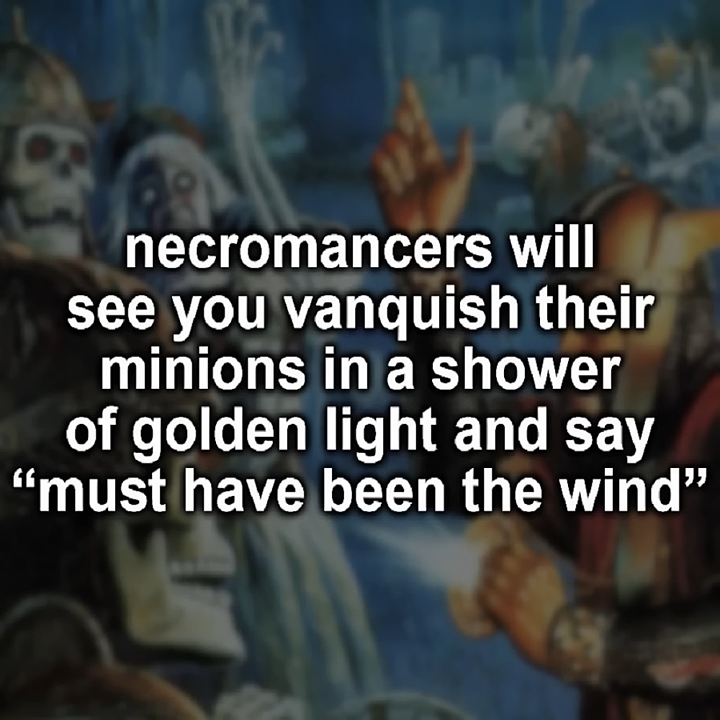 necromancers will
see you vanquish their
minions in a shower
of golden light and say
“must have been the wind”